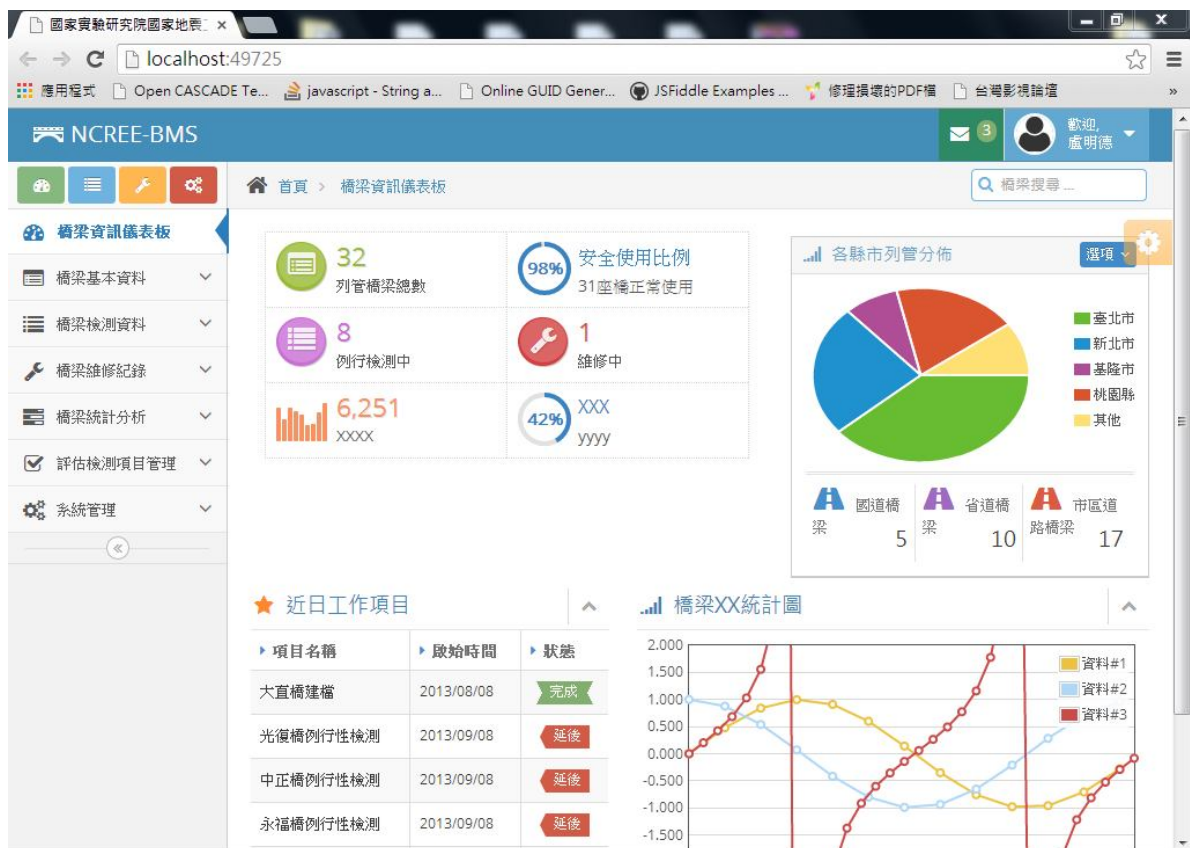 國家實驗研究院國家地震
localhost:49725
應用程式 Open CASCADE Te... javascript - String a... Online GUID Gener... JSFiddle Examples ... 修理損壞的PDF檔 台灣影視論壇 »
NCREE-BMS
3
歡迎,
盧明德
首頁 > 橋梁資訊儀表板
橋梁搜尋 ...
橋梁資訊儀表板
橋梁基本資料
橋梁檢測資料
橋梁維修紀錄
橋梁統計分析
評估檢測項目管理
系統管理
32
列管橋梁總數
98%
安全使用比例
31座橋正常使用
8
例行檢測中
1
維修中
6,251
xxxx
42%
XXX
yyyy
各縣市列管分佈
選項
臺北市
新北市
基隆市
桃園縣
其他
國道橋梁
5
省道橋梁
10
市區道路橋梁
17
近日工作項目
項目名稱 啟始時間 狀態
大直橋建檔 2013/08/08 完成
光復橋例行性檢測 2013/09/08 延後
中正橋例行性檢測 2013/09/08 延後
永福橋例行性檢測 2013/09/08 延後
橋梁XX統計圖
2.000
1.500
1.000
0.500
0.000
-0.500
-1.000
-1.500
資料#1
資料#2
資料#3